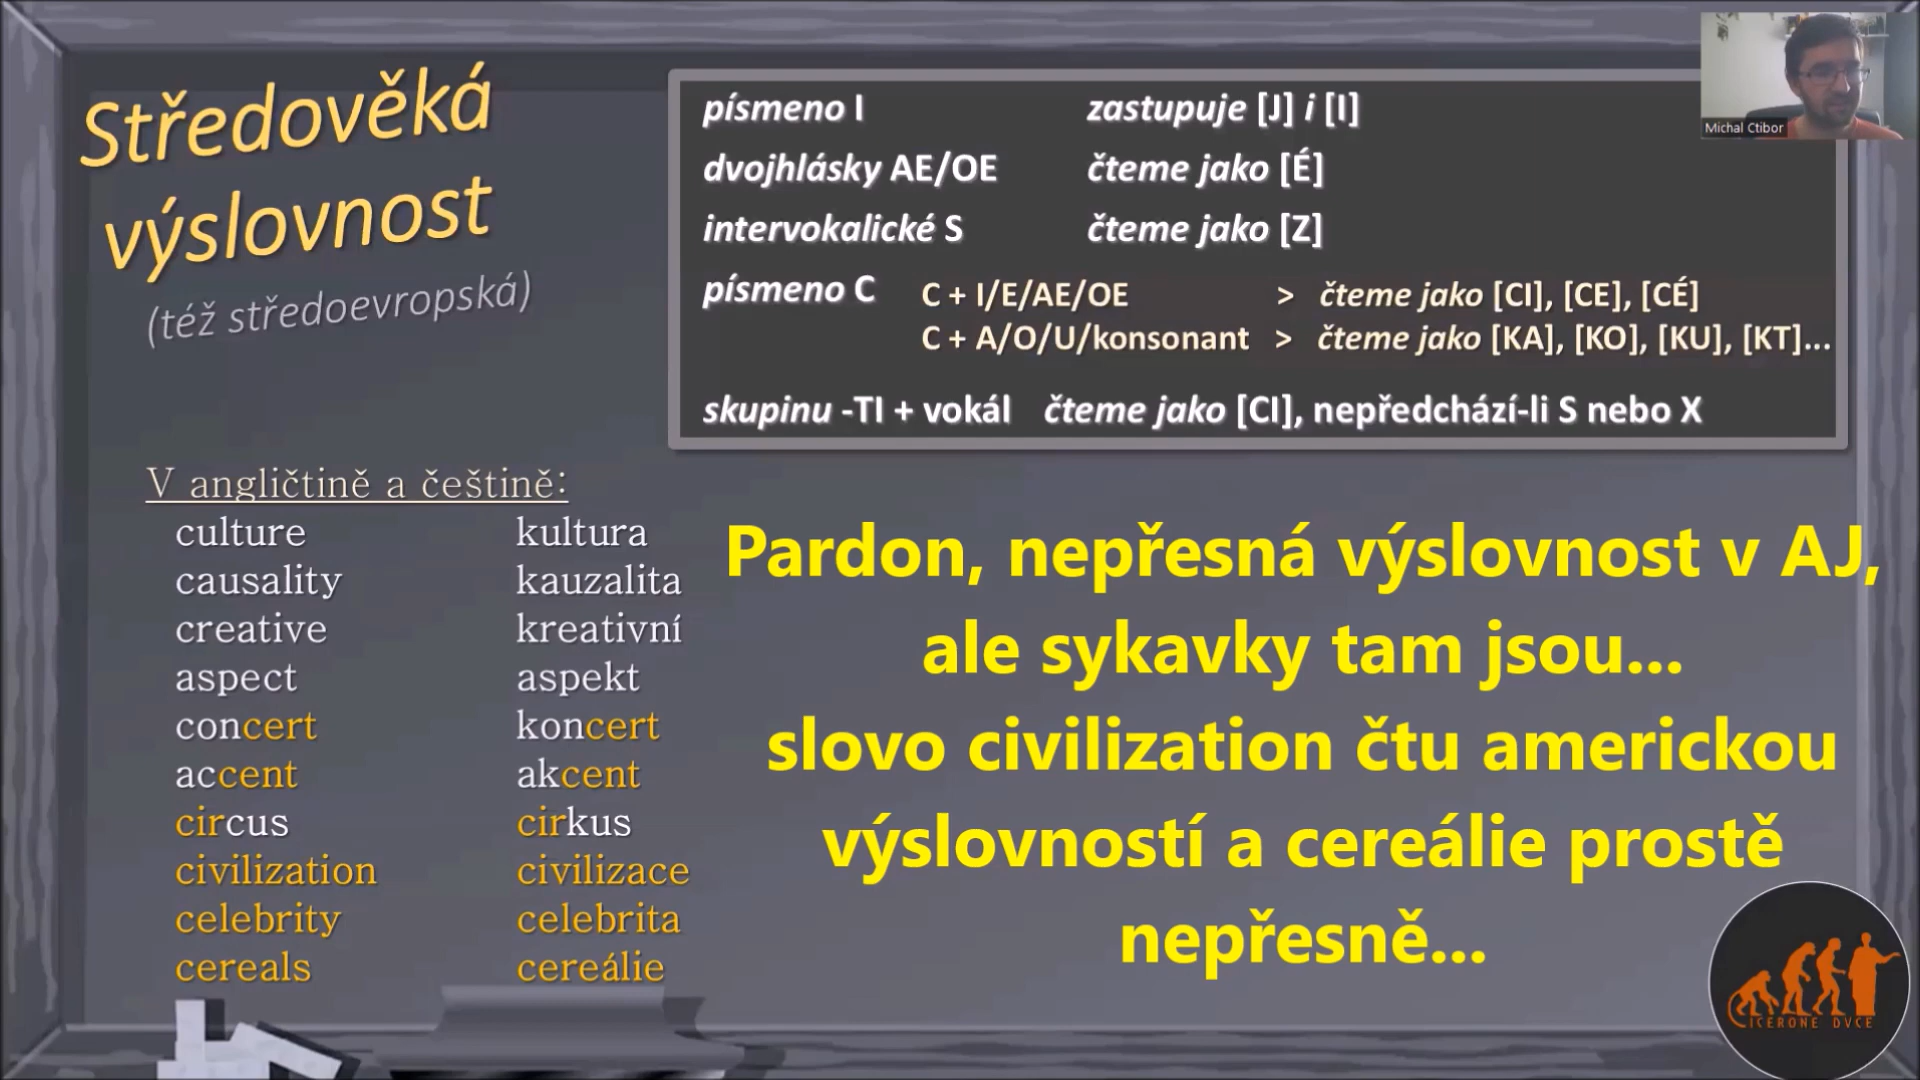 Středověká
výslovnost
(též středoevropská)
písmeno I zastupuje [J] i [I]
dvojhlásky AE/OE čteme jako [É]
intervokalické S čteme jako [Z]
písmeno C C + I/E/AE/OE > čteme jako [CI], [CE], [CÉ]
C + A/O/U/konsonant > čteme jako [KA], [KO], [KU], [KT]...
skupinu -TI + vokál čteme jako [CI], nepředchází-li S nebo X
Michal Ctibor
V angličtině a češtině:
culture kultura
causality kauzalita
creative kreativní
aspect aspekt
concert koncert
accent akcent
circus cirkus
civilization civilizace
celebrity celebrita
cereals cereálie
Pardon, nepřesná výslovnost v AJ,
ale sykavky tam jsou...
slovo civilization čtu americkou
výslovností a cereálie prostě
nepřesně...
CICERONE DVCE